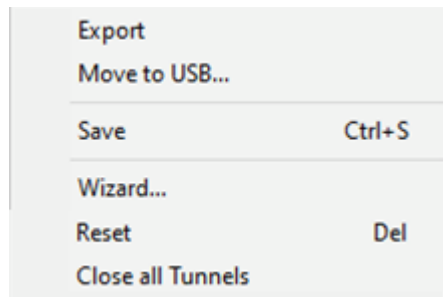 Export
Move to USB...
Save Ctrl+S
Wizard...
Reset Del
Close all Tunnels